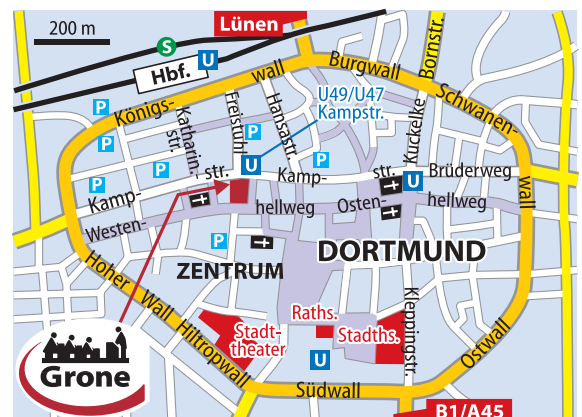 Lünen
200 m
S
U
Hbf.
Burgwall
Bornstr.
wall
Königs-
Schwanen-
wall
U49/U47
Kampstr.
P
P
P
P
P
P
P
Katharin.
str.
Freistuhl
Hansastr.
Kuckelke
U
str.
Kamp-
str.
U
Brüderweg
Kamp-
Westen-
hellweg
Osten-
hellweg
ZENTRUM
DORTMUND
Hoher
Wall
Hiltropwall
Stadt-
theater
Raths.
Stadths.
Kleppingstr.
Ostwall
U
Südwall
Grone
B1/A45